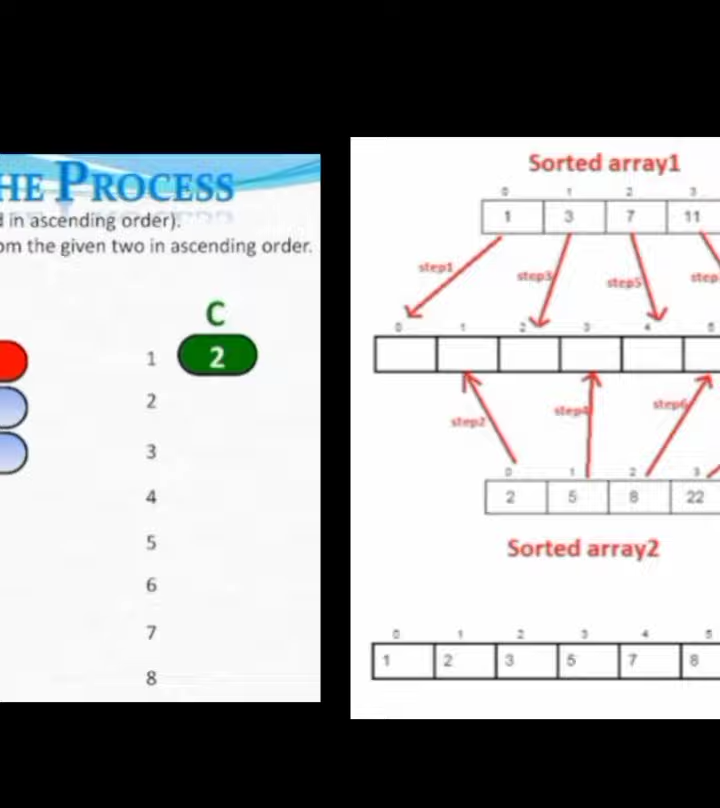 HE PROCESS
in ascending order).
om the given two in ascending order.
C
1 2
2
3
4
5
6
7
8
Sorted array1
0 1 2 3
1 3 7 11
step1 step3 step5 step
0 1 2 3 4 5
step2 step4 step6
0 1 2 3
2 5 8 22
Sorted array2
0 1 2 3 4 5
1 2 3 5 7 8